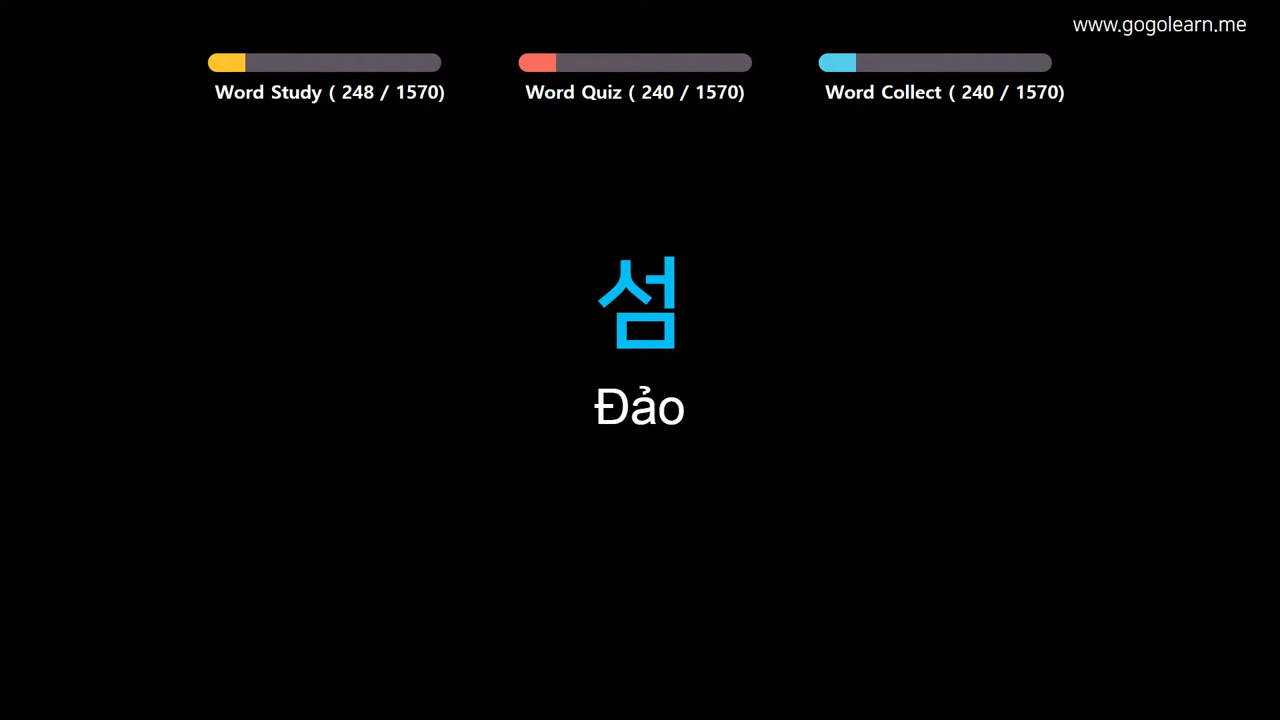 www.gogolearn.me
Word Study ( 248 / 1570)
Word Quiz ( 240 / 1570)
Word Collect ( 240 / 1570)
섬
Đảo